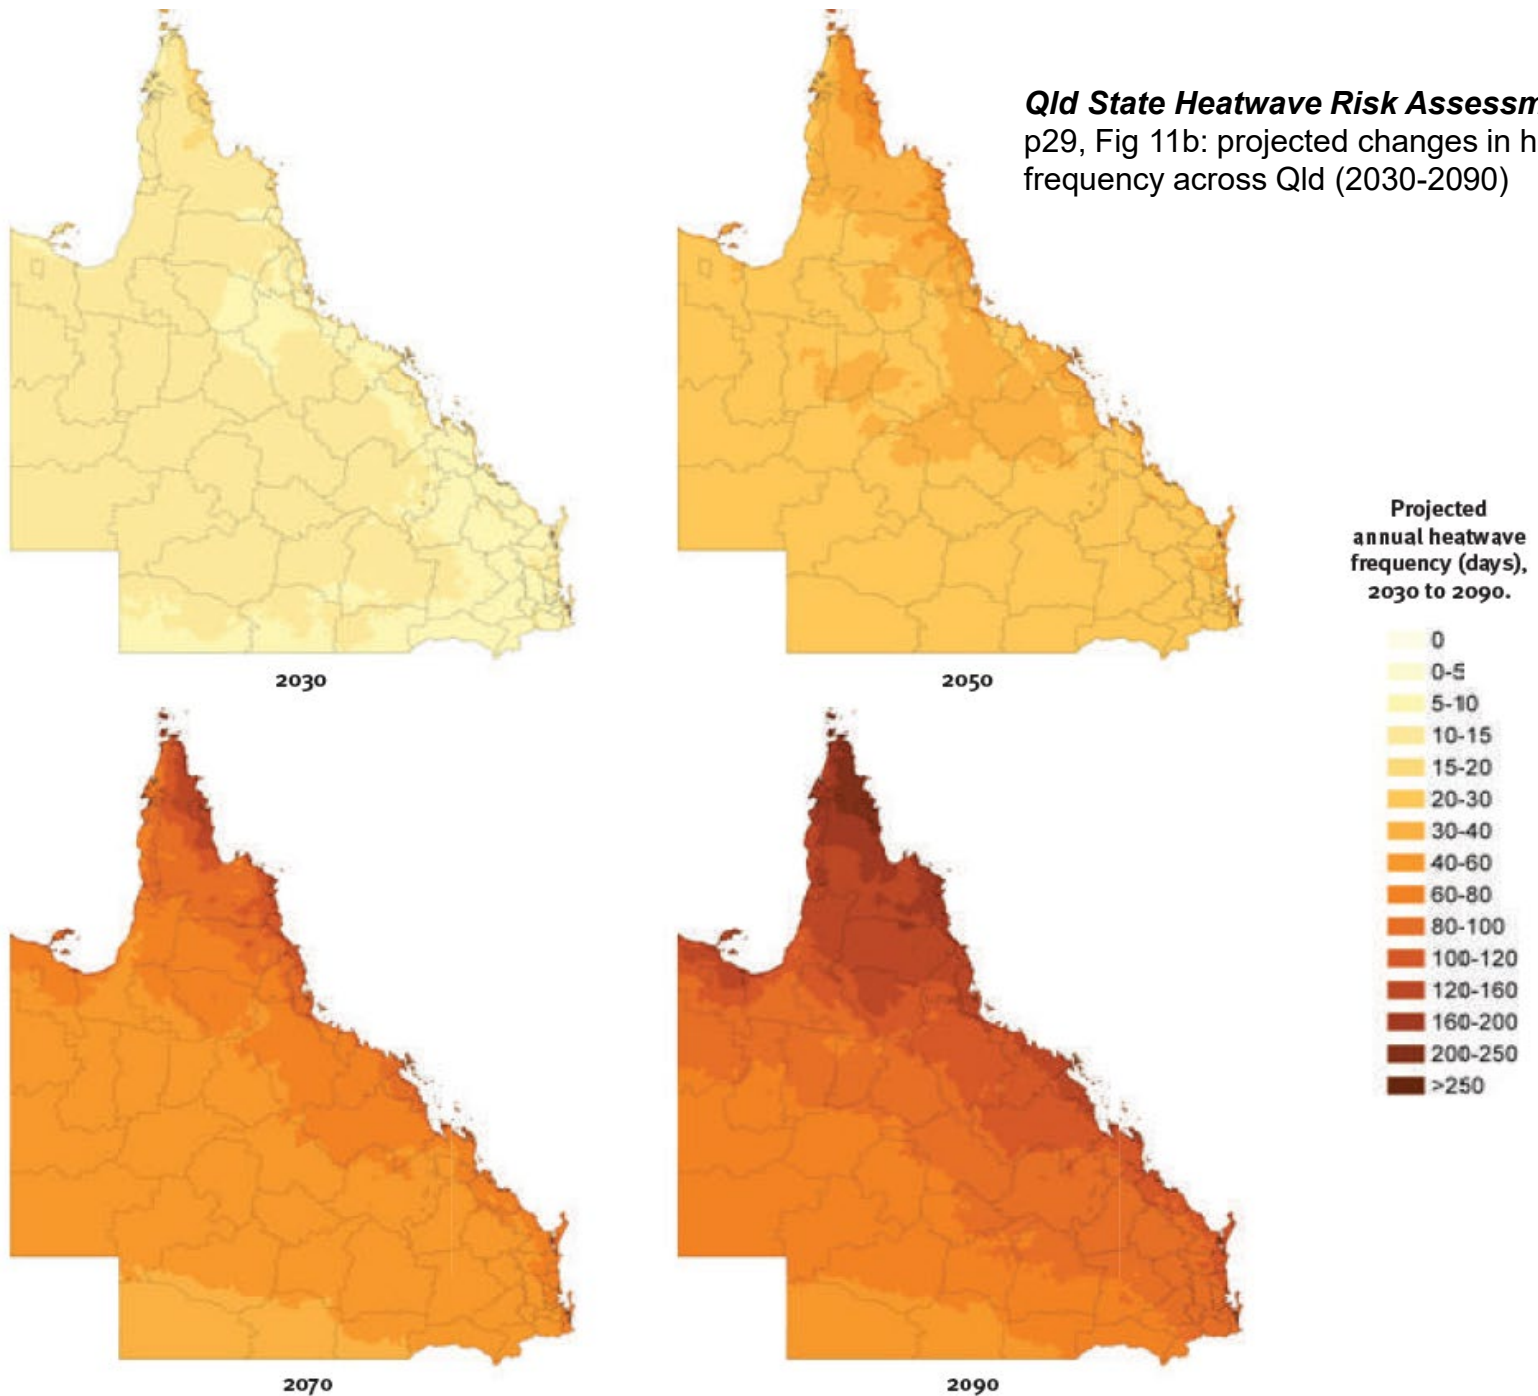 Qld State Heatwave Risk Assessm
p29, Fig 11b: projected changes in h
frequency across Qld (2030-2090)
2030
2050
Projected
annual heatwave
frequency (days),
2030 to 2090.
0
0-5
5-10
10-15
15-20
20-30
30-40
40-60
60-80
80-100
100-120
120-160
160-200
200-250
>250
2070
2090